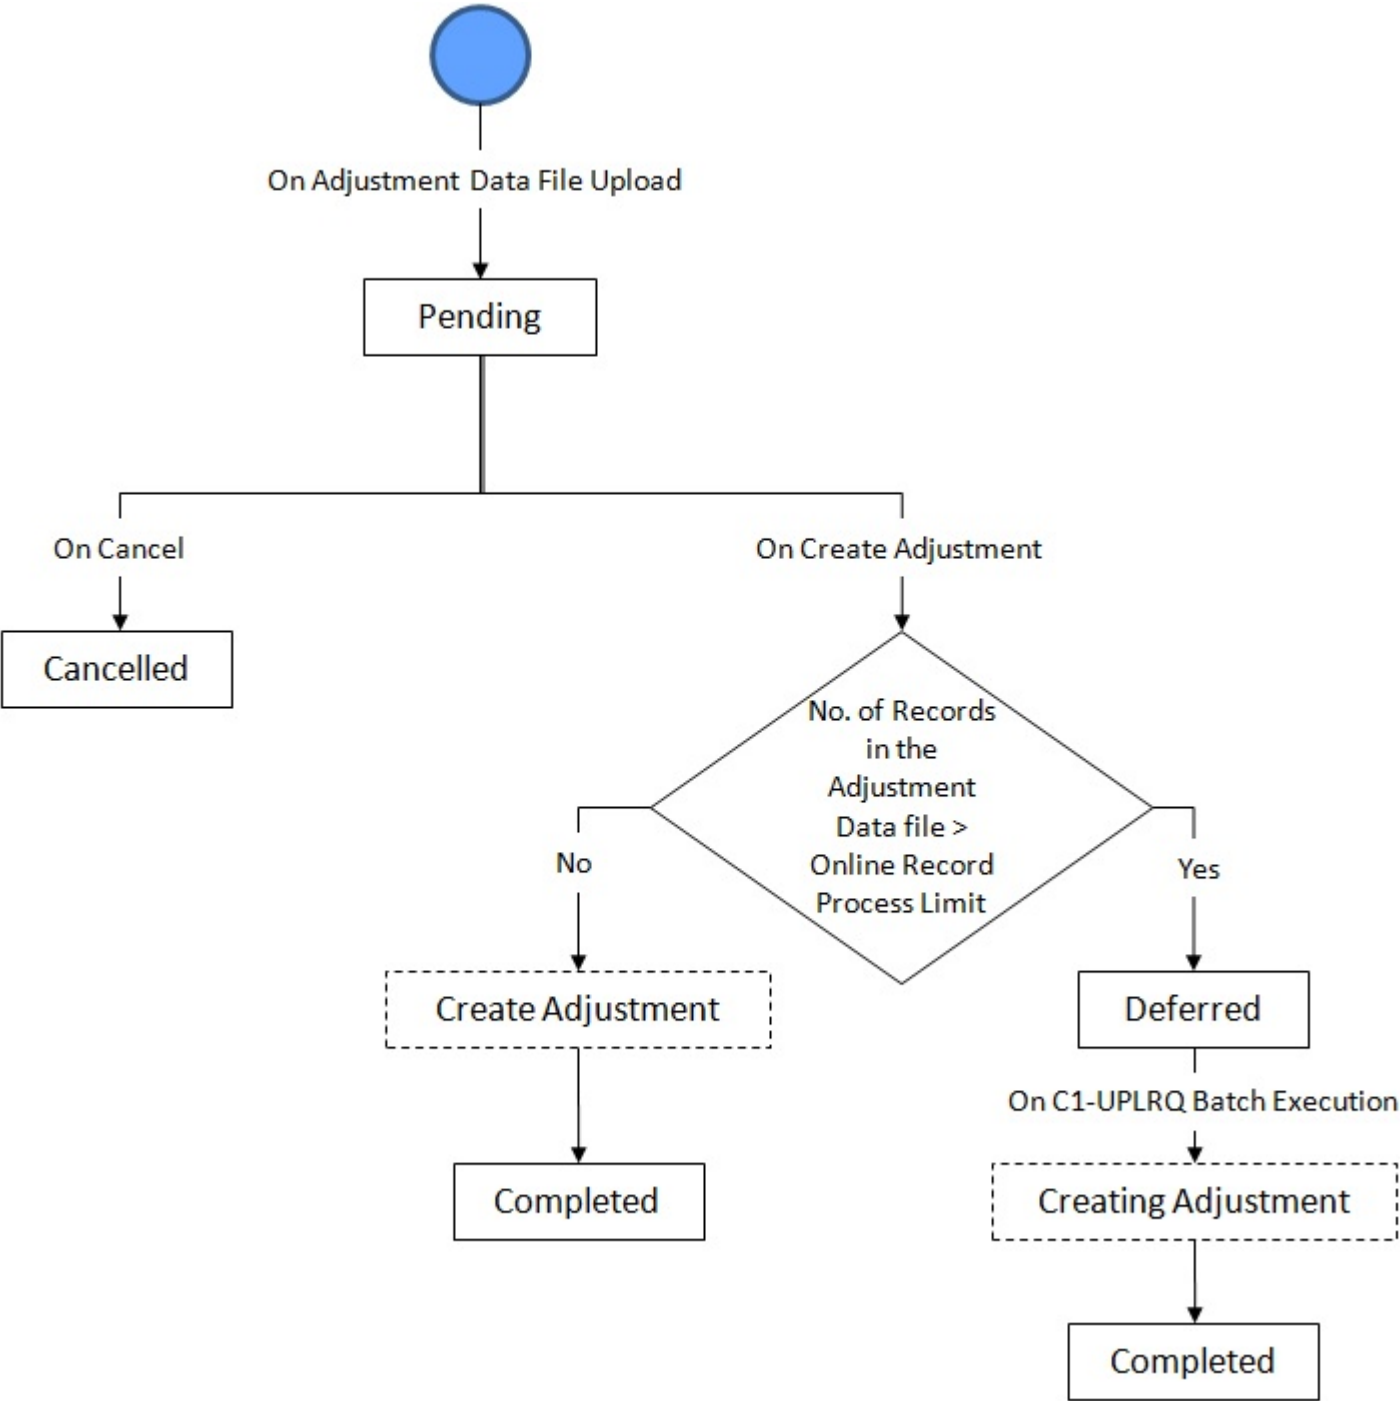 On Adjustment Data File Upload
Pending
On Cancel
On Create Adjustment
Cancelled
No. of Records
in the
Adjustment
Data file >
Online Record
Process Limit
No
Yes
Create Adjustment
Deferred
On C1-UPLRQ Batch Execution
Completed
Creating Adjustment
Completed